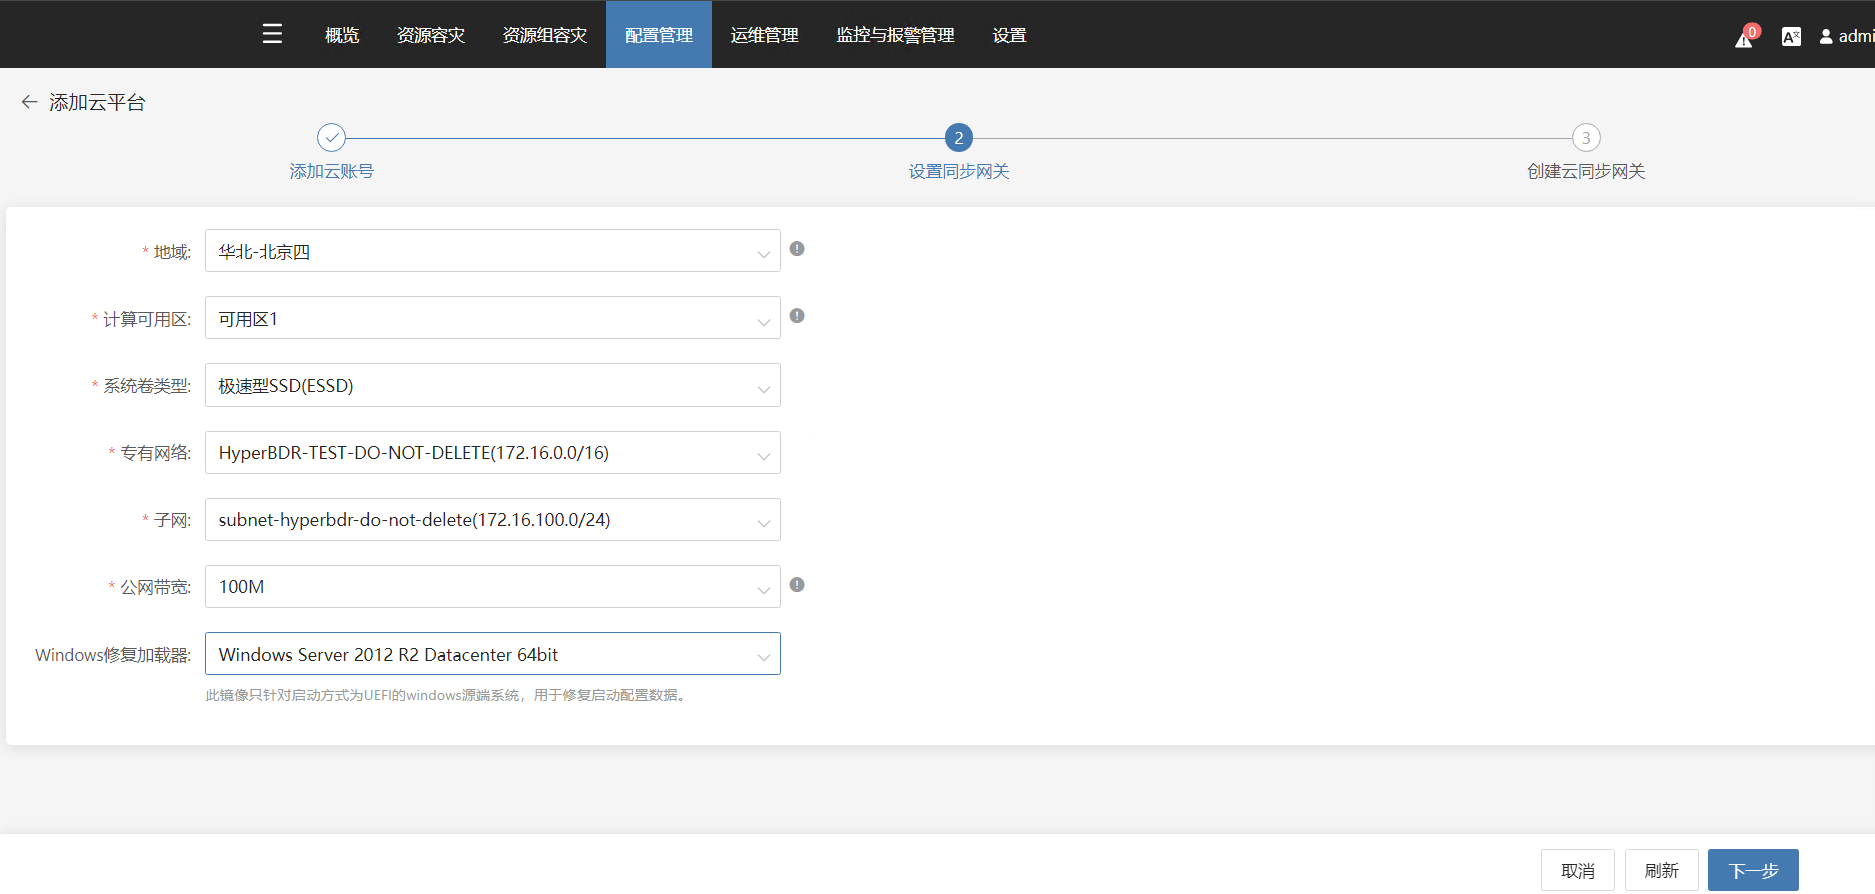 概览 资源容灾 资源组容灾 配置管理 运维管理 监控与报警管理 设置 0 A文 admi
添加云平台
2 3
添加云账号 设置同步网关 创建云同步网关
* 地域: 华北-北京四
* 计算可用区: 可用区1
* 系统卷类型: 极速型SSD(ESSD)
* 专有网络: HyperBDR-TEST-DO-NOT-DELETE(172.16.0.0/16)
* 子网: subnet-hyperbdr-do-not-delete(172.16.100.0/24)
* 公网带宽: 100M
Windows修复加载器: Windows Server 2012 R2 Datacenter 64bit
此镜像只针对启动方式为UEFI的windows源端系统，用于修复启动配置数据。
取消 刷新 下一步